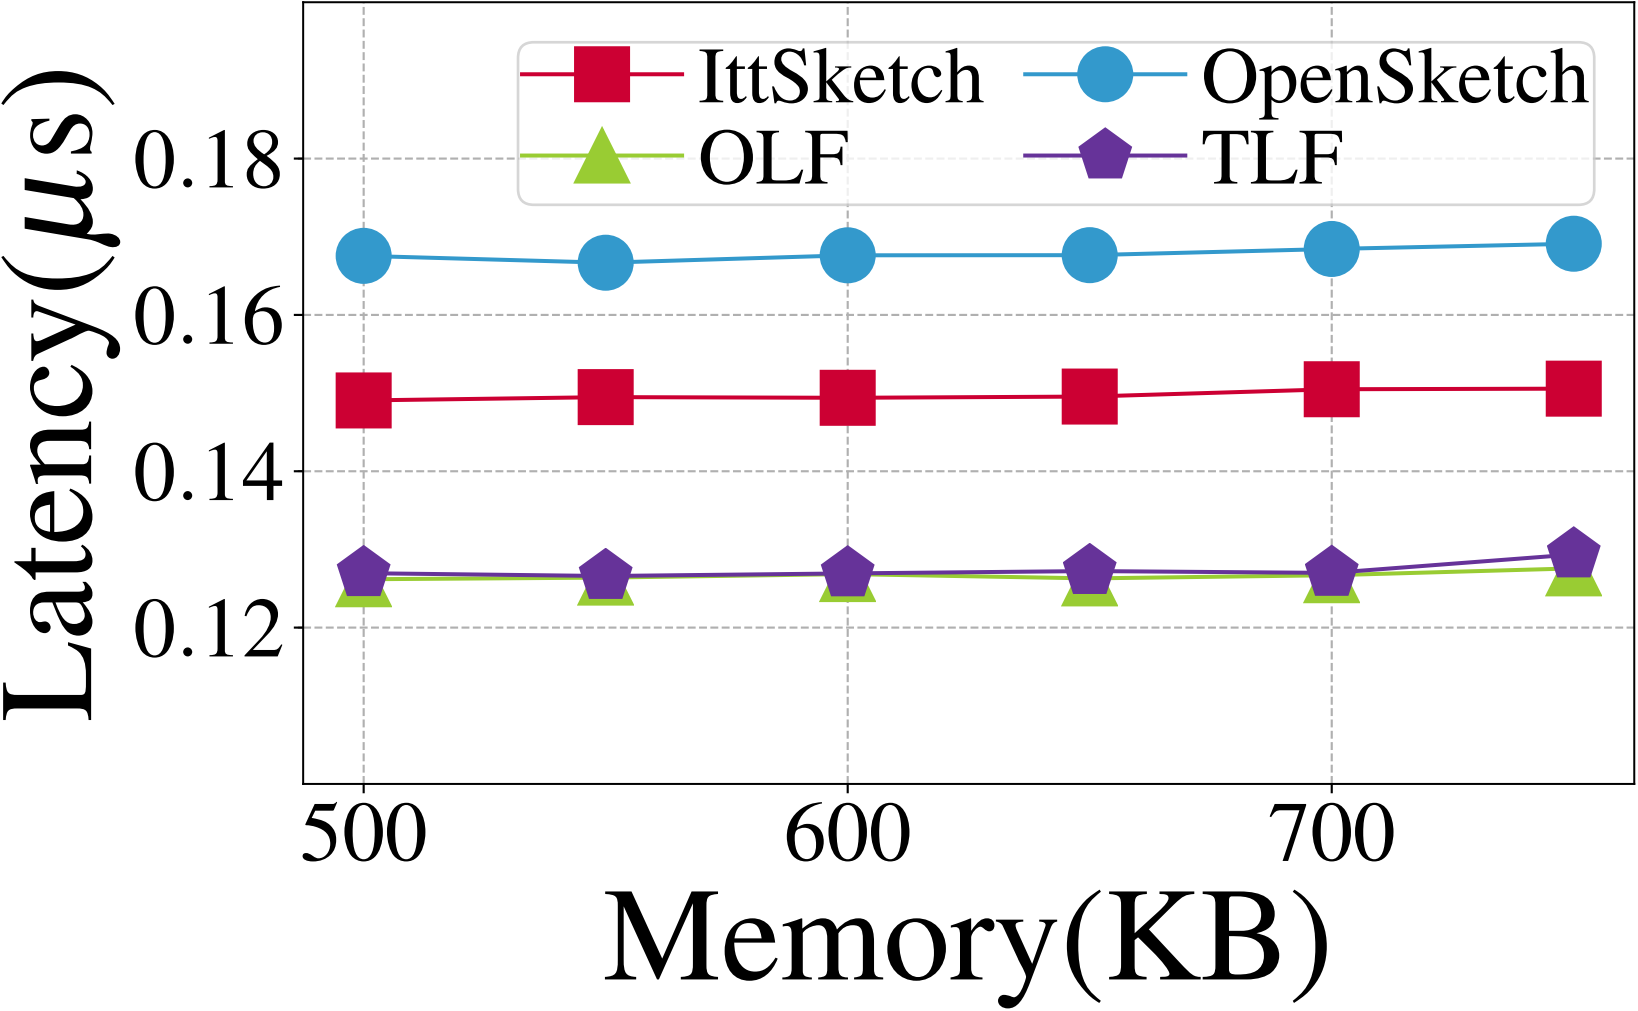 Latency(μs)
IttSketch
OpenSketch
OLF
TLF
0.18
0.16
0.14
0.12
500
600
700
Memory(KB)